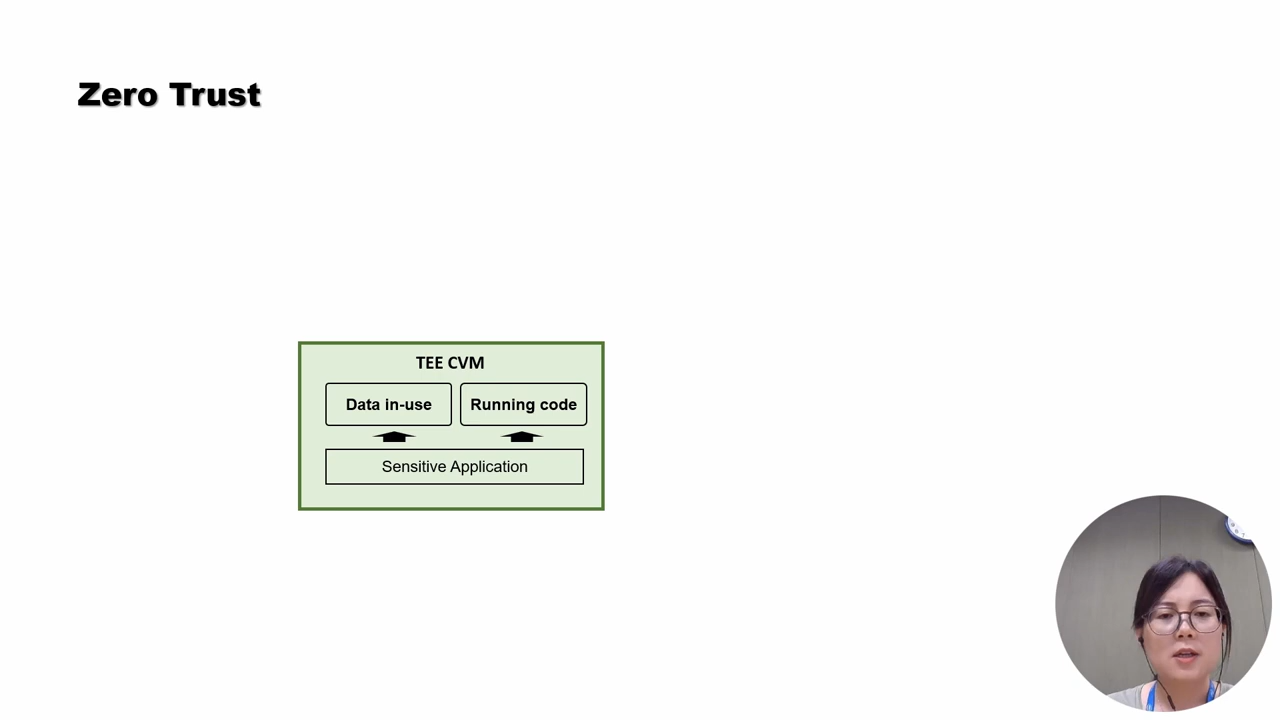 Zero Trust
TEE CVM
Data in-use
Running code
Sensitive Application